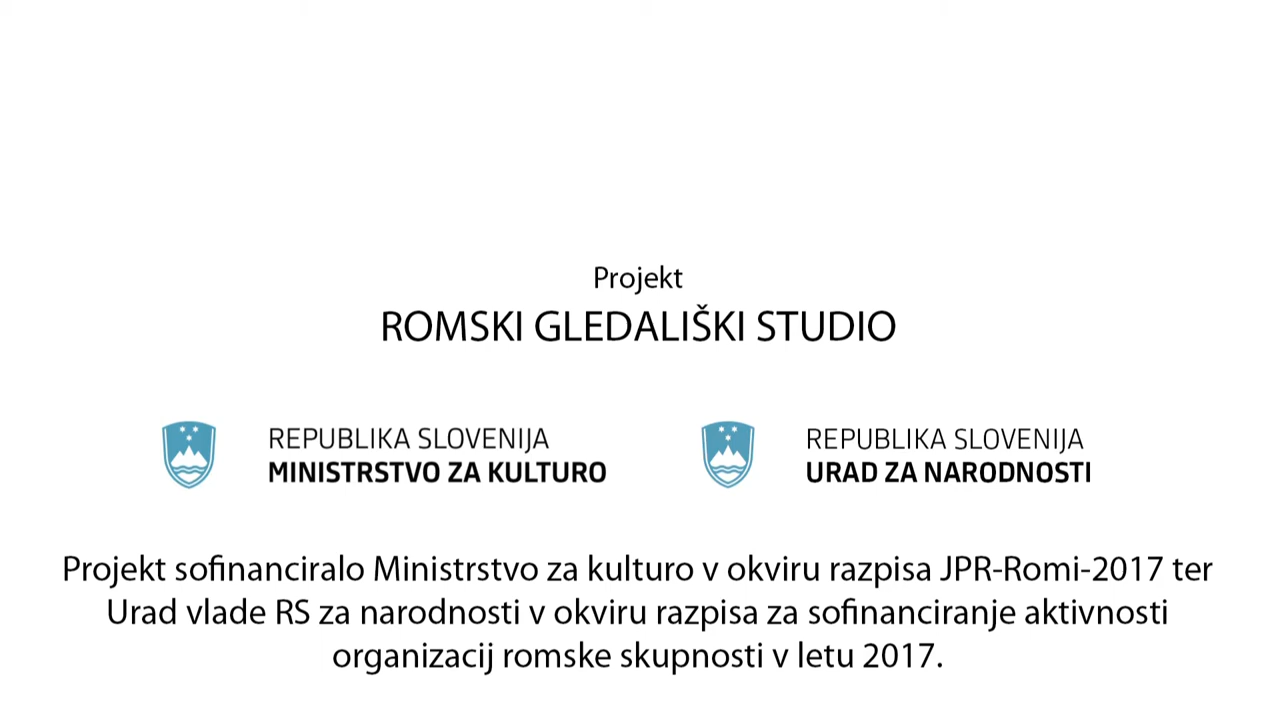 Projekt
ROMSKI GLEDALIŠKI STUDIO
REPUBLIKA SLOVENIJA
MINISTRSTVO ZA KULTURO
REPUBLIKA SLOVENIJA
URAD ZA NARODNOSTI
Projekt sofinanciralo Ministrstvo za kulturo v okviru razpisa JPR-Romi-2017 ter
Urad vlade RS za narodnosti v okviru razpisa za sofinanciranje aktivnosti
organizacij romske skupnosti v letu 2017.